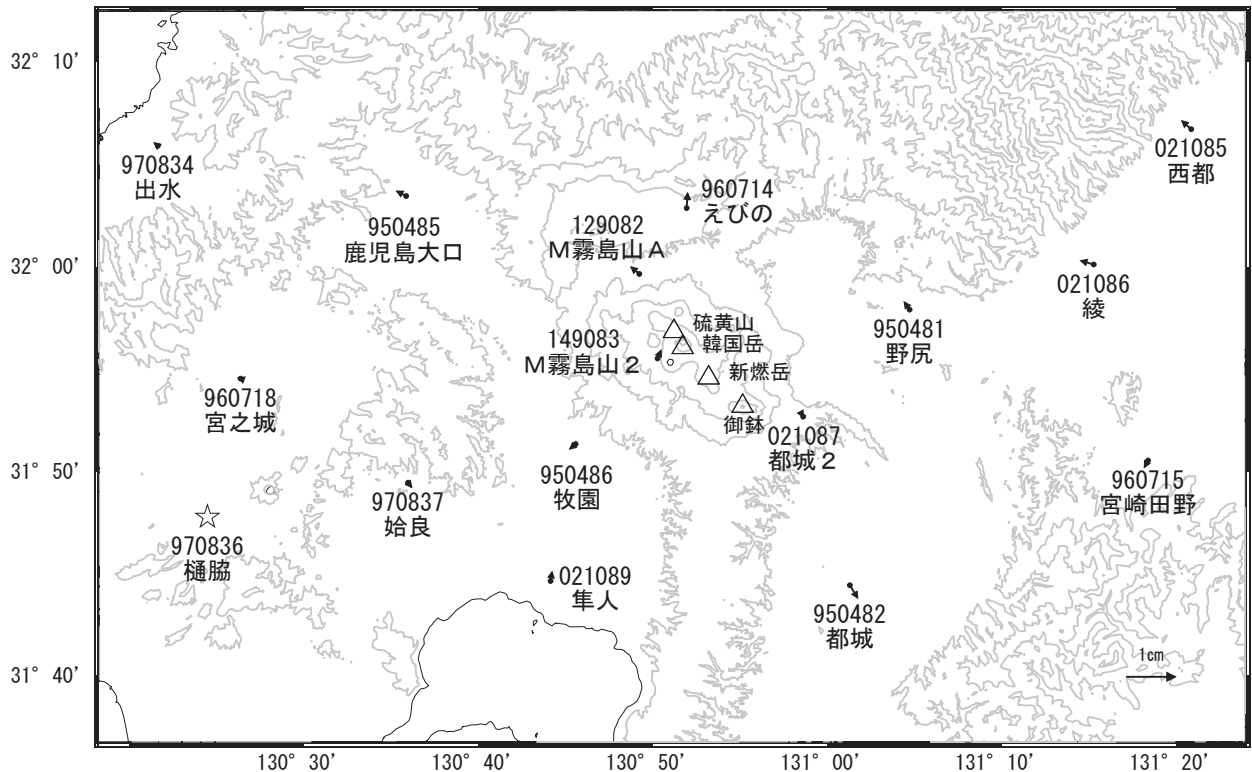 32° 10′
970834
出水
021085
西都
960714
えびの
950485
鹿児島大口
129082
M霧島山A
32° 00′
021086
綾
950481
野尻
硫黄山
韓国岳
149083
M霧島山2
新燃岳
960718
宮之城
御鉢
021087
都城2
31° 50′
950486
牧園
960715
宮崎田野
970837
姶良
970836
樋脇
021089
隼人
950482
都城
1cm
31° 40′
130° 30′
130° 40′
130° 50′
131° 00′
131° 10′
131° 20′